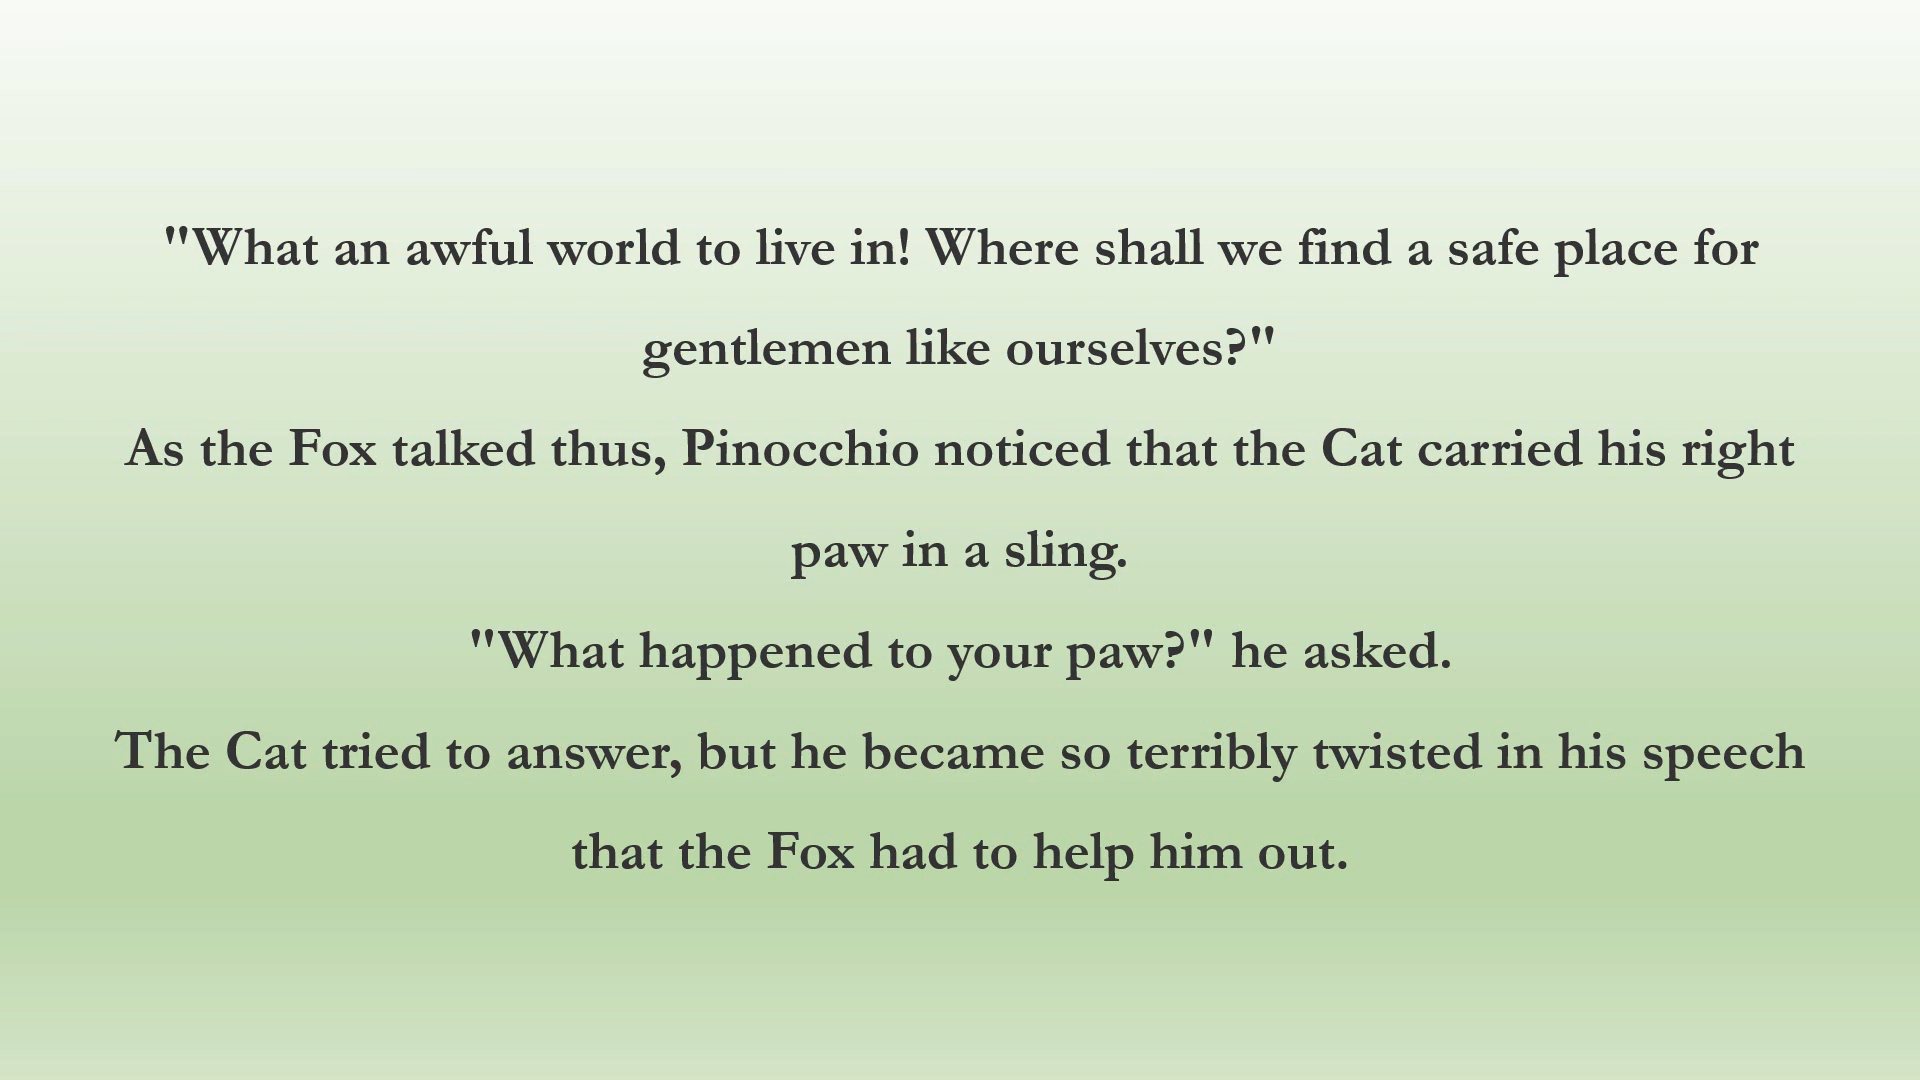 "What an awful world to live in! Where shall we find a safe place for
gentlemen like ourselves?"
As the Fox talked thus, Pinocchio noticed that the Cat carried his right
paw in a sling.
"What happened to your paw?" he asked.
The Cat tried to answer, but he became so terribly twisted in his speech
that the Fox had to help him out.